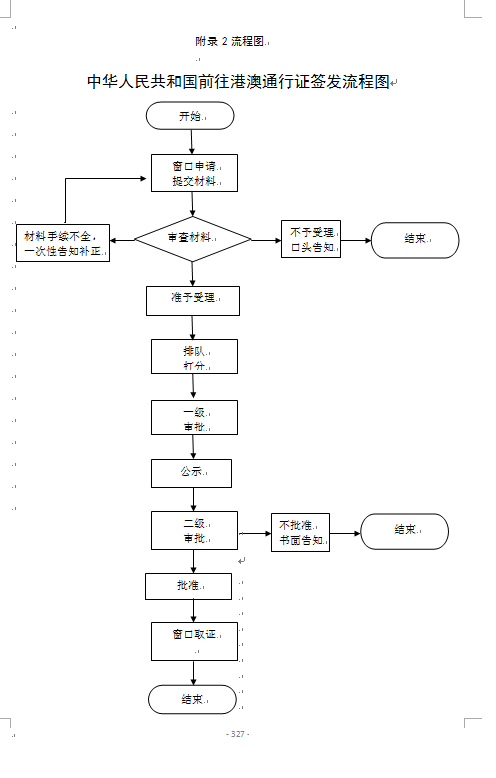 附录 2 流程图
中华人民共和国前往港澳通行证签发流程图
开始
窗口申请
提交材料
材料手续不全，
一次性告知补正
审查材料
不予受理
口头告知
结束
准予受理
排队
打分
一级
审批
公示
二级
审批
不批准
书面告知
结束
批准
窗口取证
结束
- 327 -